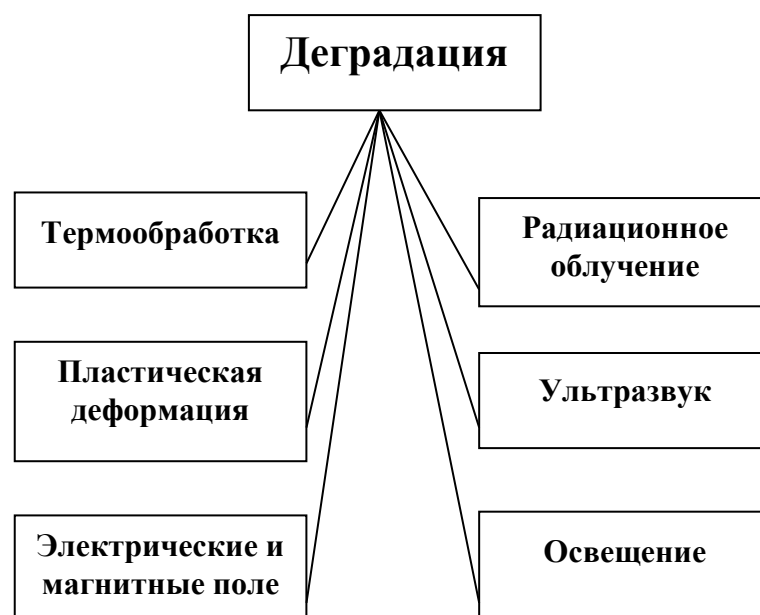 Деградация
Термообработка
Радиационное
облучение
Пластическая
деформация
Ультразвук
Электрические и
магнитные поле
Освещение